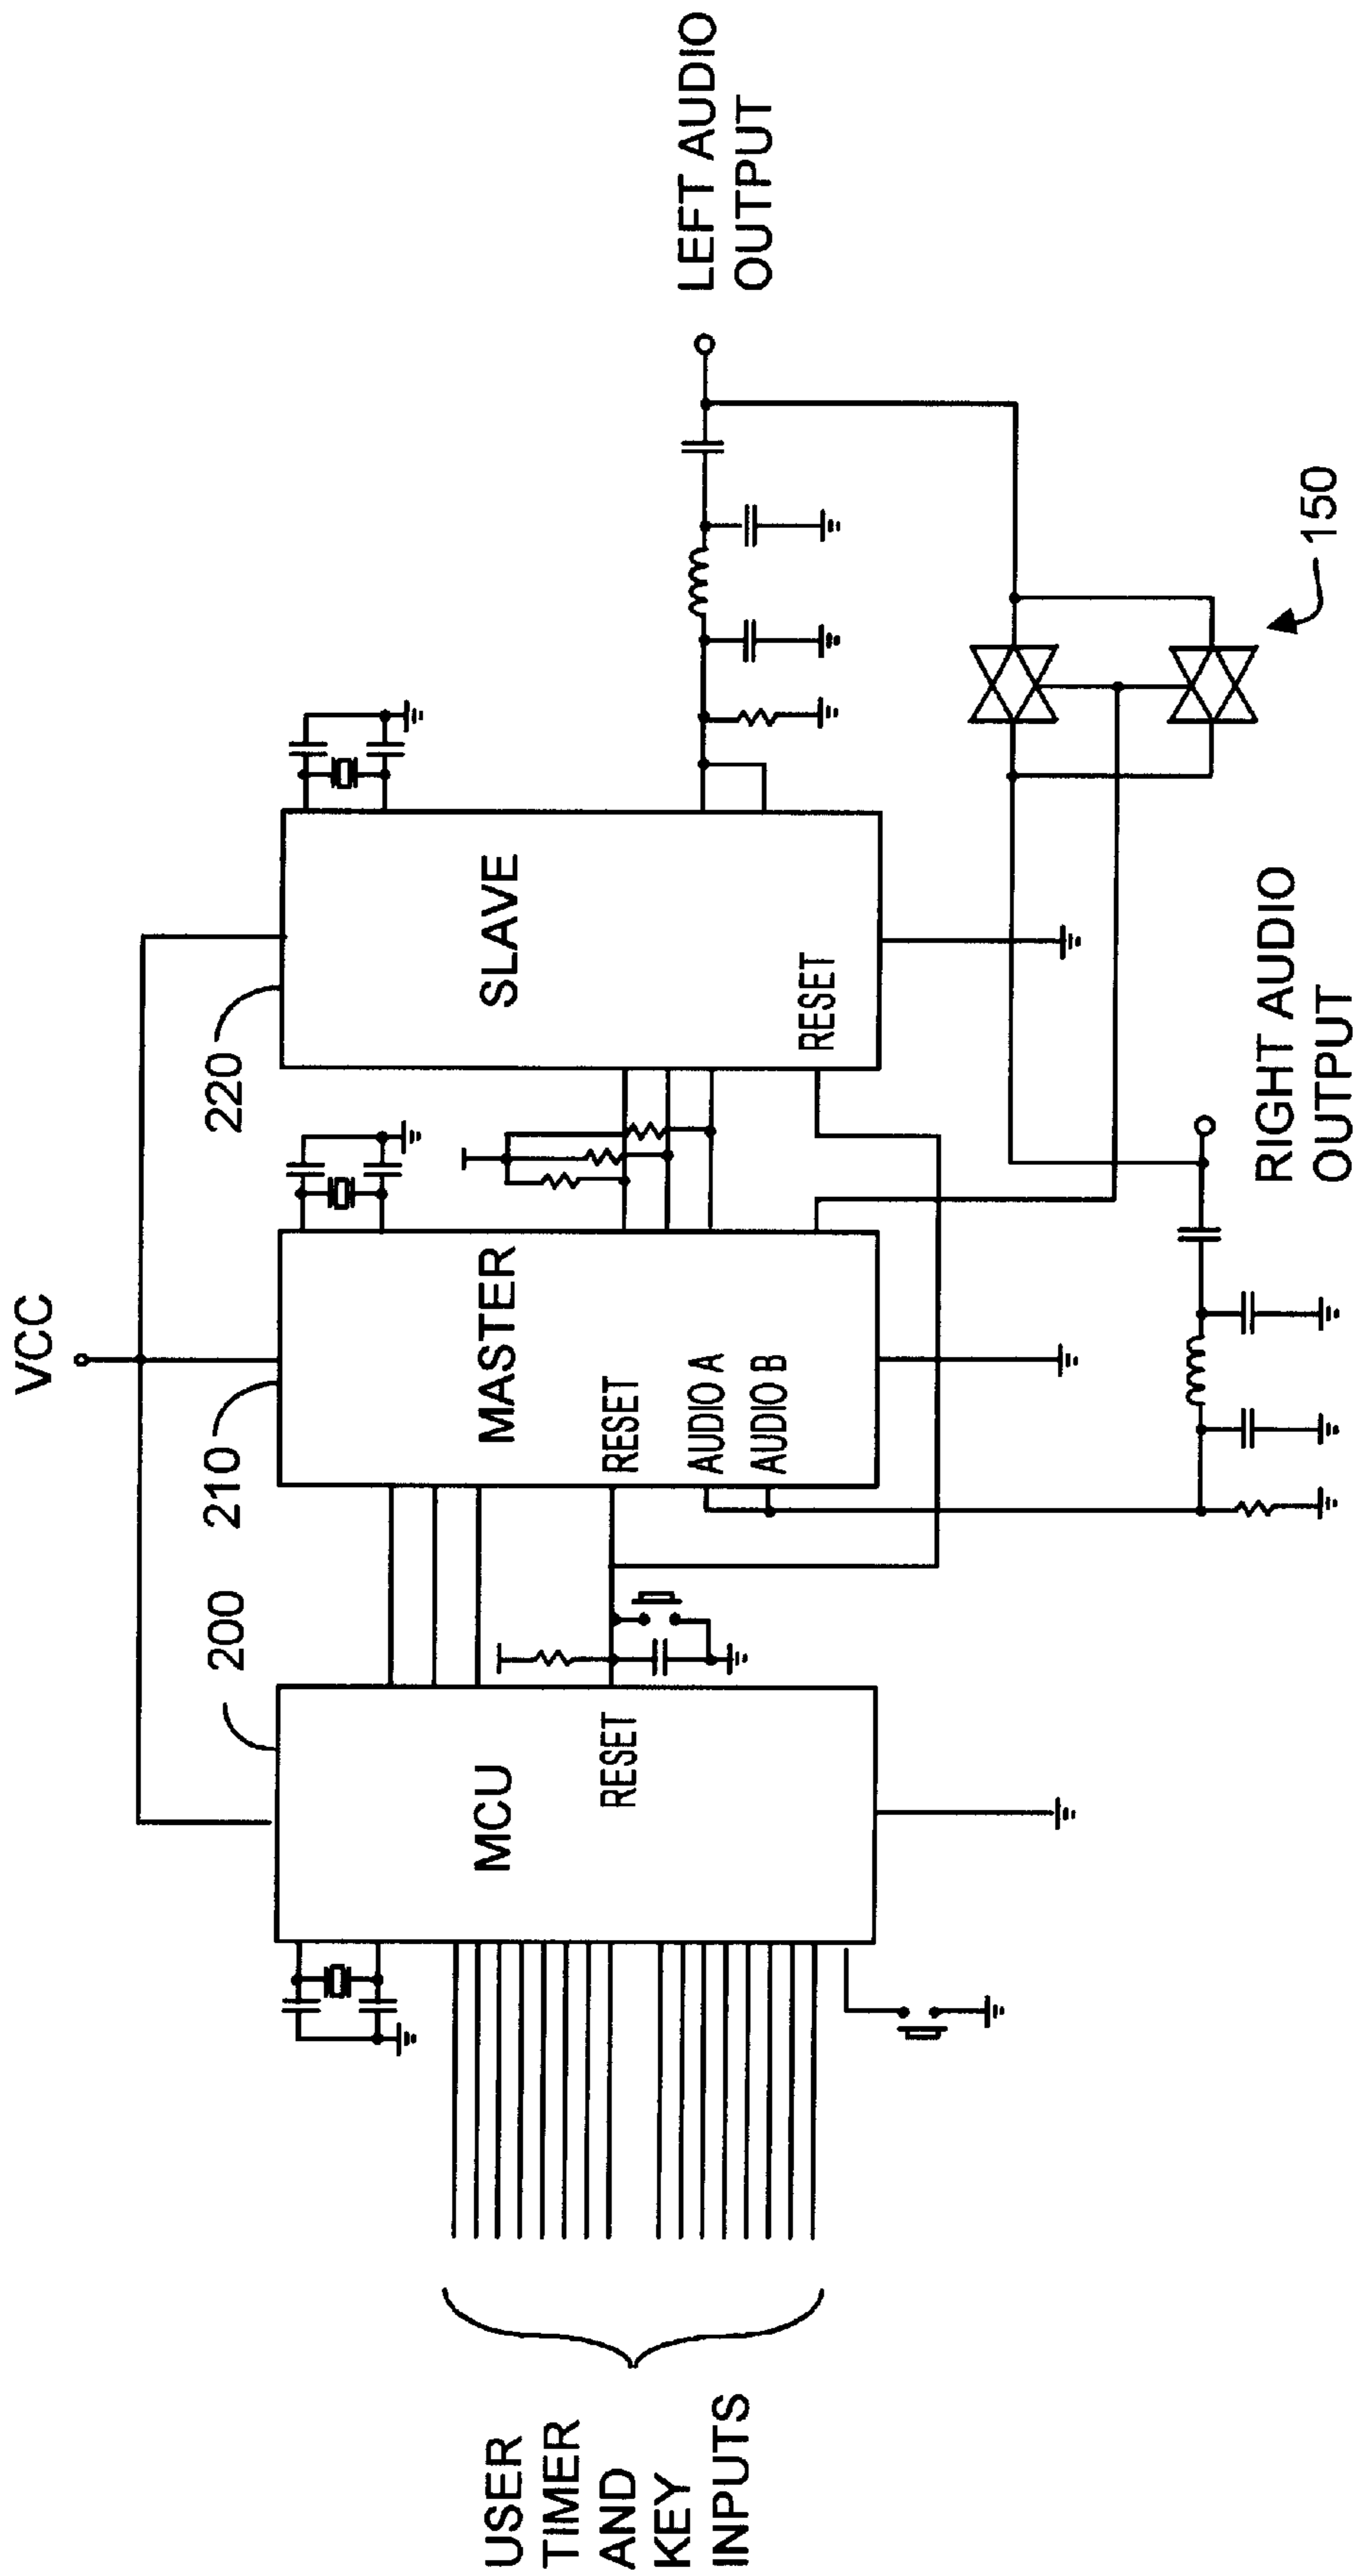 VCC
200
210
220
MCU
RESET
MASTER
RESET
AUDIO A
AUDIO B
SLAVE
RESET
USER
TIMER
AND
KEY
INPUTS
LEFT AUDIO
OUTPUT
150
RIGHT AUDIO
OUTPUT